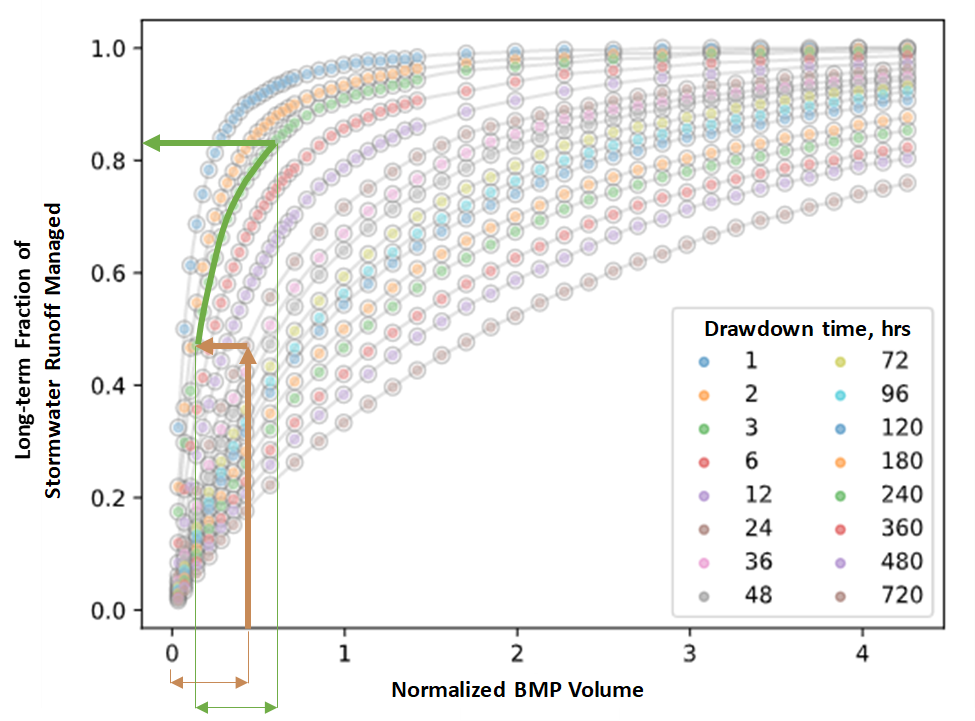 1.0
0.8
0.6
0.4
0.2
0.0
Long-term Fraction of
Stormwater Runoff Managed
0 1 2 3 4
Normalized BMP Volume
Drawdown time, hrs
1 72
2 96
3 120
6 180
12 240
24 360
36 480
48 720